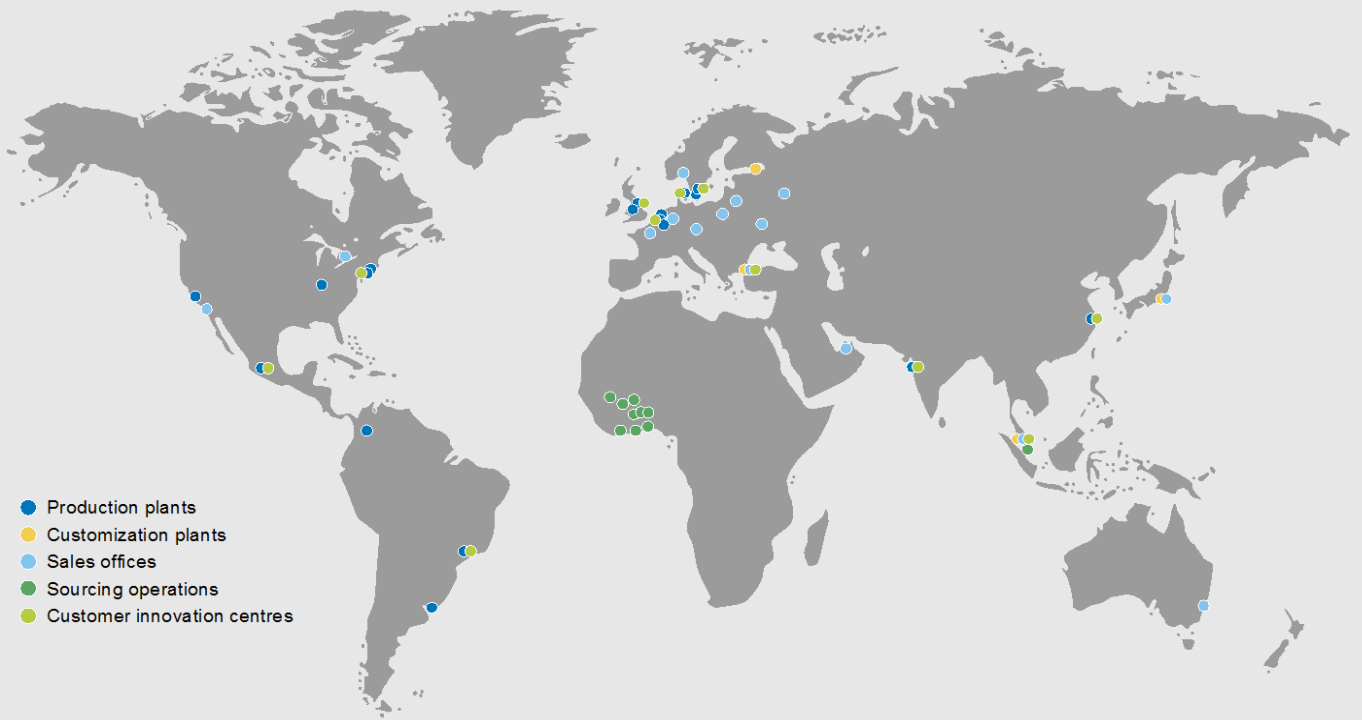 Production plants
Customization plants
Sales offices
Sourcing operations
Customer innovation centres